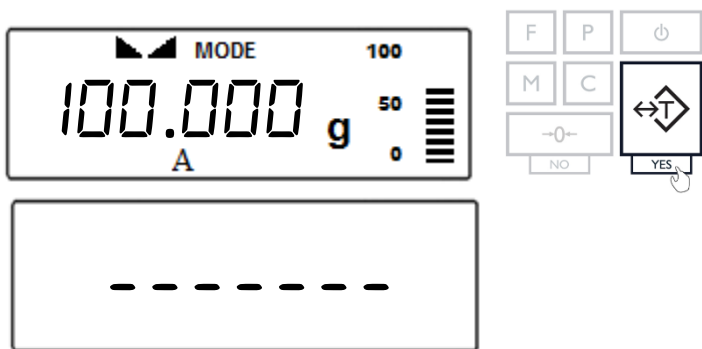 MODE
100
100.000 g
50
A
0
- - - - - - -
F P
M C
→0←
↔T
NO
YES